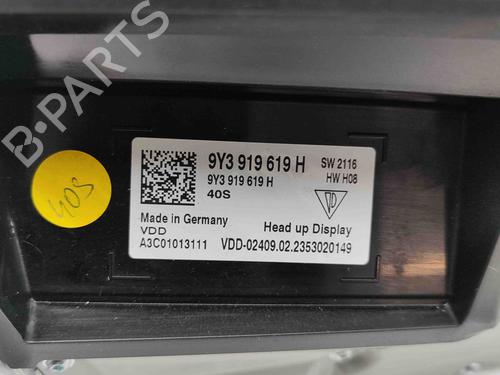 B-PARTS
40S
9Y3 919 619 H SW 2116
9Y3 919 619 H HW H08
40S
Made in Germany Head up Display
VDD
A3C01013111 VDD-02409.02.2353020149